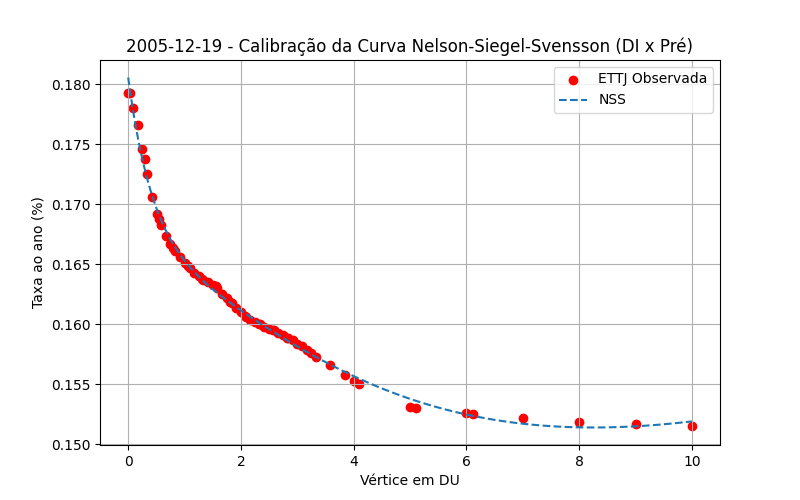 2005-12-19 - Calibração da Curva Nelson-Siegel-Svensson (DI x Pré)
ETTJ Observada
NSS
Taxa ao ano (%)
0.180
0.175
0.170
0.165
0.160
0.155
0.150
0
2
4
6
8
10
Vértice em DU